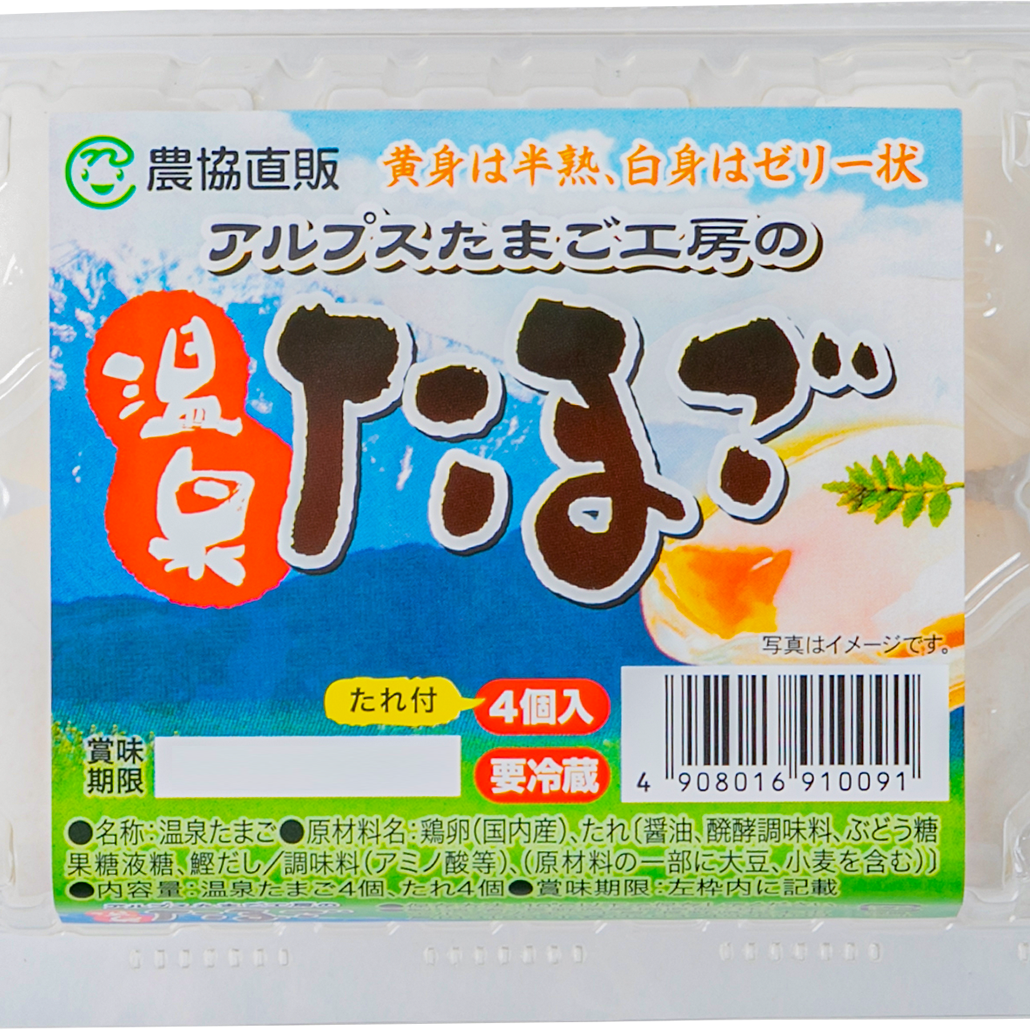 農協直販
黄身は半熟、白身はゼリー状
アルプスたまご工房の
温泉
たまご
写真はイメージです。
たれ付
4個入
賞味
期限
要冷蔵
4 908016 910091
●名称:温泉たまご●原材料名:鶏卵(国内産)、たれ〔醤油、醗酵調味料、ぶどう糖
果糖液糖、鰹だし/調味料(アミノ酸等)、(原材料の一部に大豆、小麦を含む)〕
●内容量:温泉たまご4個、たれ4個●賞味期限:左枠内に記載